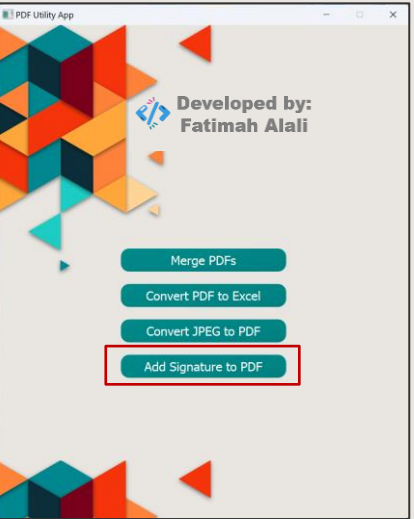 PDF Utility App
Developed by:
Fatimah Alali
Merge PDFs
Convert PDF to Excel
Convert JPEG to PDF
Add Signature to PDF